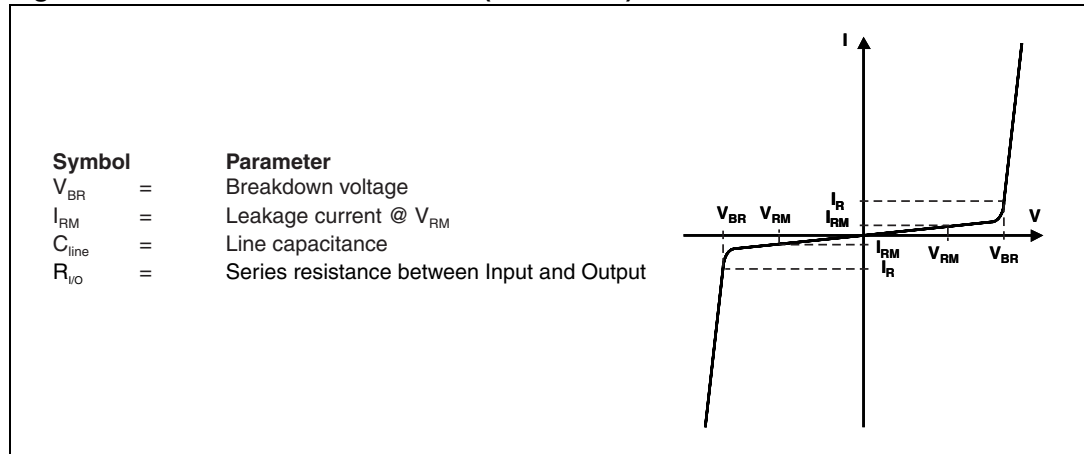 Symbol Parameter
V_BR = Breakdown voltage
I_RM = Leakage current @ V_RM
C_line = Line capacitance
R_I/O = Series resistance between Input and Output
I
I_R
V_BR V_RM I_RM V
I_RM V_RM V_BR
I_R